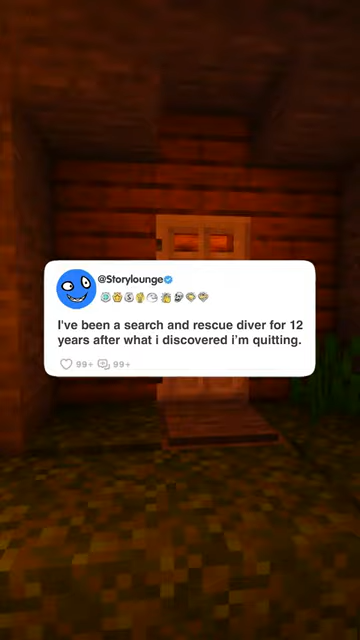 @Storylounge
I've been a search and rescue diver for 12
years after what i discovered i'm quitting.
99+ 99+